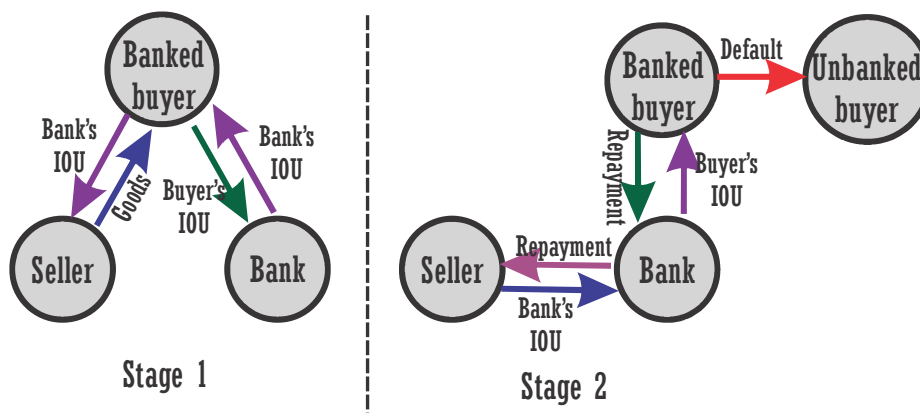 Banked
buyer
Bank's
IOU
Goods
Buyer's
IOU
Bank's
IOU
Seller
Bank
Stage 1
Banked
buyer
Default
Unbanked
buyer
Repayment
Buyer's
IOU
Seller
Repayment
Bank
Bank's
IOU
Stage 2